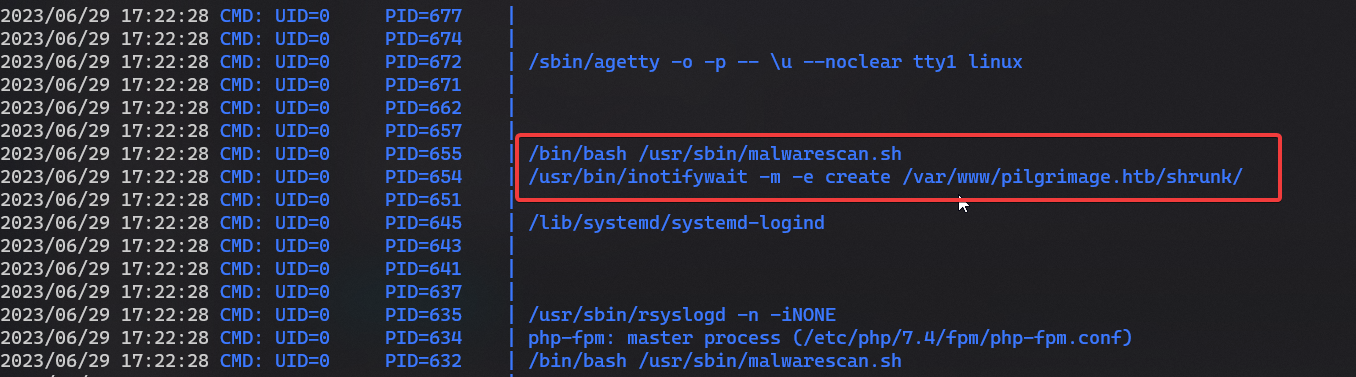 2023/06/29 17:22:28 CMD: UID=0     PID=677    |
2023/06/29 17:22:28 CMD: UID=0     PID=674    |
2023/06/29 17:22:28 CMD: UID=0     PID=672    | /sbin/agetty -o -p -- \u --noclear tty1 linux
2023/06/29 17:22:28 CMD: UID=0     PID=671    |
2023/06/29 17:22:28 CMD: UID=0     PID=662    |
2023/06/29 17:22:28 CMD: UID=0     PID=657    |
2023/06/29 17:22:28 CMD: UID=0     PID=655    | /bin/bash /usr/sbin/malwarescan.sh
2023/06/29 17:22:28 CMD: UID=0     PID=654    | /usr/bin/inotifywait -m -e create /var/www/pilgrimage.htb/shrunk/
2023/06/29 17:22:28 CMD: UID=0     PID=651    |
2023/06/29 17:22:28 CMD: UID=0     PID=645    | /lib/systemd/systemd-logind
2023/06/29 17:22:28 CMD: UID=0     PID=643    |
2023/06/29 17:22:28 CMD: UID=0     PID=641    |
2023/06/29 17:22:28 CMD: UID=0     PID=637    |
2023/06/29 17:22:28 CMD: UID=0     PID=635    | /usr/sbin/rsyslogd -n -iNONE
2023/06/29 17:22:28 CMD: UID=0     PID=634    | php-fpm: master process (/etc/php/7.4/fpm/php-fpm.conf)
2023/06/29 17:22:28 CMD: UID=0     PID=632    | /bin/bash /usr/sbin/malwarescan.sh